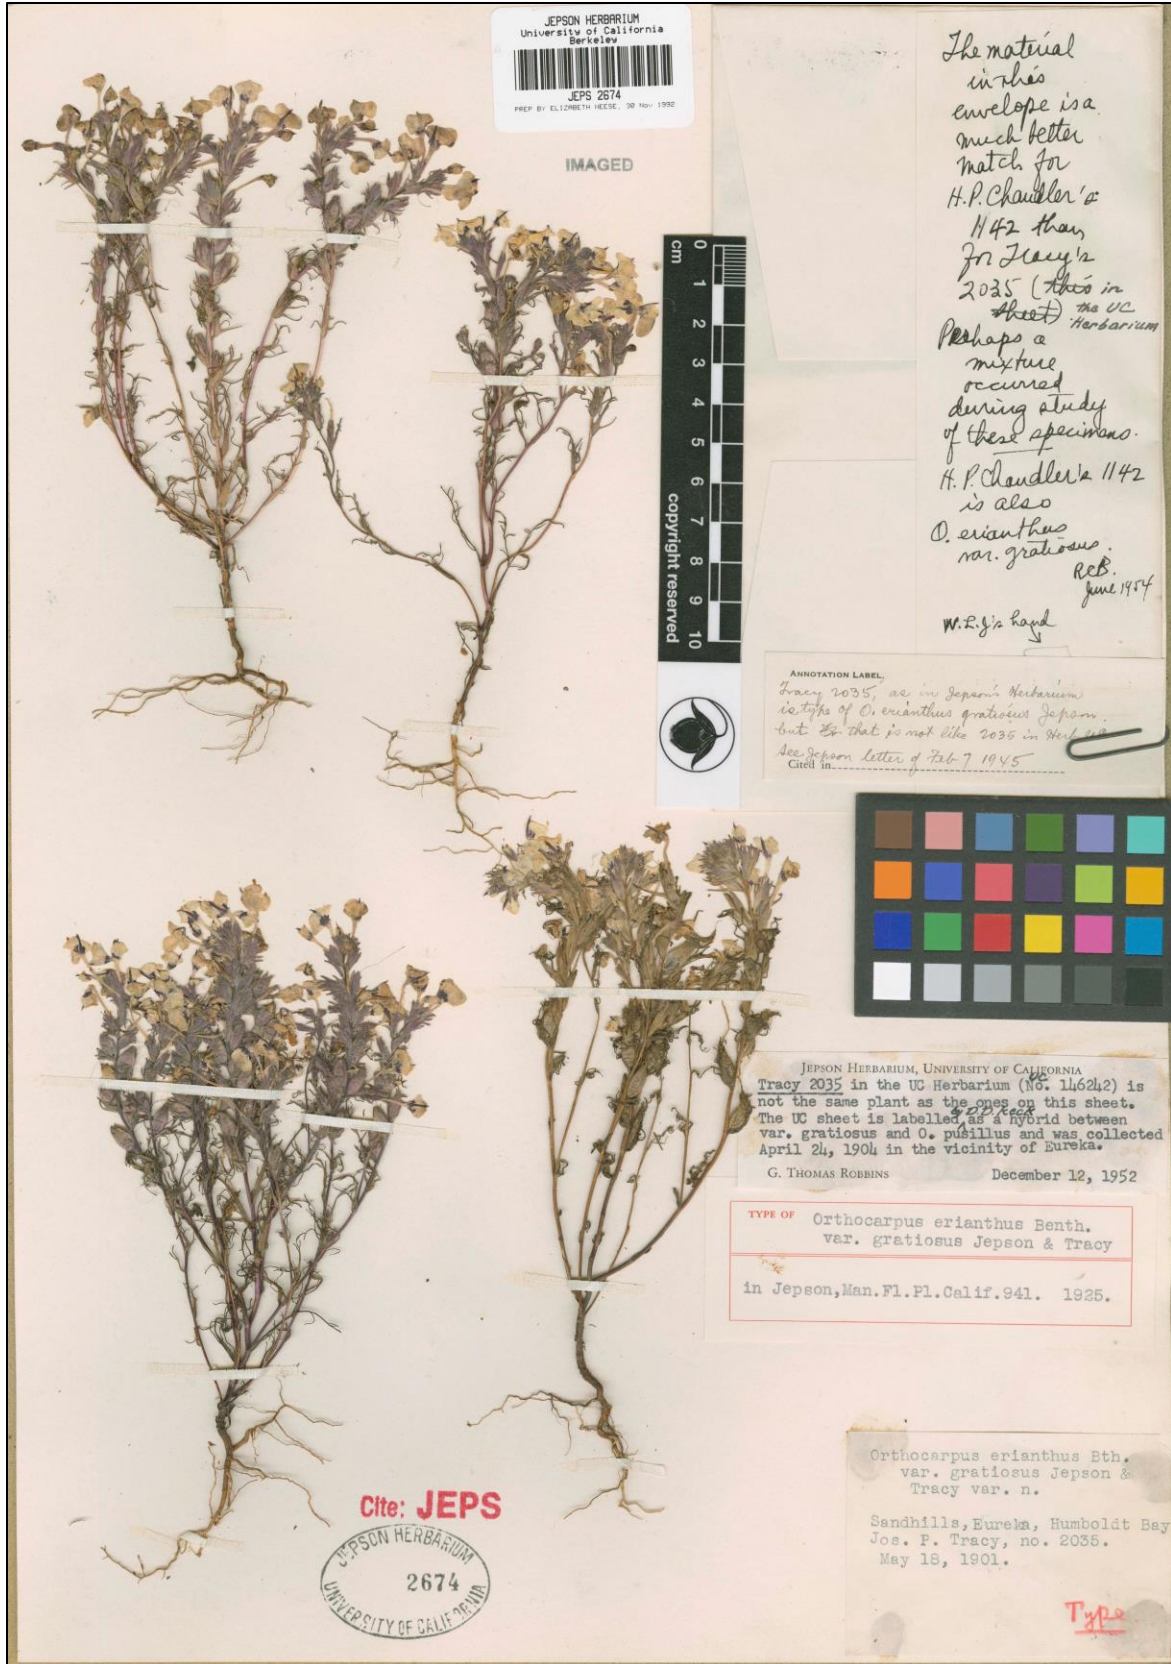 JEPSON HERBARIUM
University of California
Berkeley
JEPS 2674
PREP BY ELIZABETH NEESE, 30 Nov 1992
IMAGED
The material
in this
envelope is a
much better
match for
H.P. Chandler's
1142 than
for Tracy's
2035 (this in
sheet) the UC
Herbarium
Perhaps a
mixture
occurred
during study
of these specimens.
H.P. Chandler's 1142
is also
O. erianthus
var. gratiosus.
RCB.
June 1954
W.L.J's hand
cm
0
1
2
3
4
5
6
7
8
9
10
copyright reserved
ANNOTATION LABEL
Tracy 2035, as in Jepson's Herbarium
is type of O. erianthus gratiosus Jepson.
but that is not like 2035 in Herb
See Jepson letter of Feb 7 1945
Cited in
JEPSON HERBARIUM, UNIVERSITY OF CALIFORNIA
Tracy 2035 in the UC Herbarium (UC No. 146242) is
not the same plant as the ones on this sheet.
The UC sheet is labelled by D.D. Keck as a hybrid between
var. gratiosus and O. pusillus and was collected
April 24, 1904 in the vicinity of Eureka.
G. THOMAS ROBBINS December 12, 1952
TYPE OF Orthocarpus erianthus Benth.
var. gratiosus Jepson & Tracy
in Jepson,Man.Fl.Pl.Calif.941. 1925.
Orthocarpus erianthus Bth.
var. gratiosus Jepson &
Tracy var. n.
Sandhills, Eureka, Humboldt Bay
Jos. P. Tracy, no. 2035.
May 18, 1901.
Type
Cite: JEPS
JEPSON HERBARIUM
2674
UNIVERSITY OF CALIFORNIA